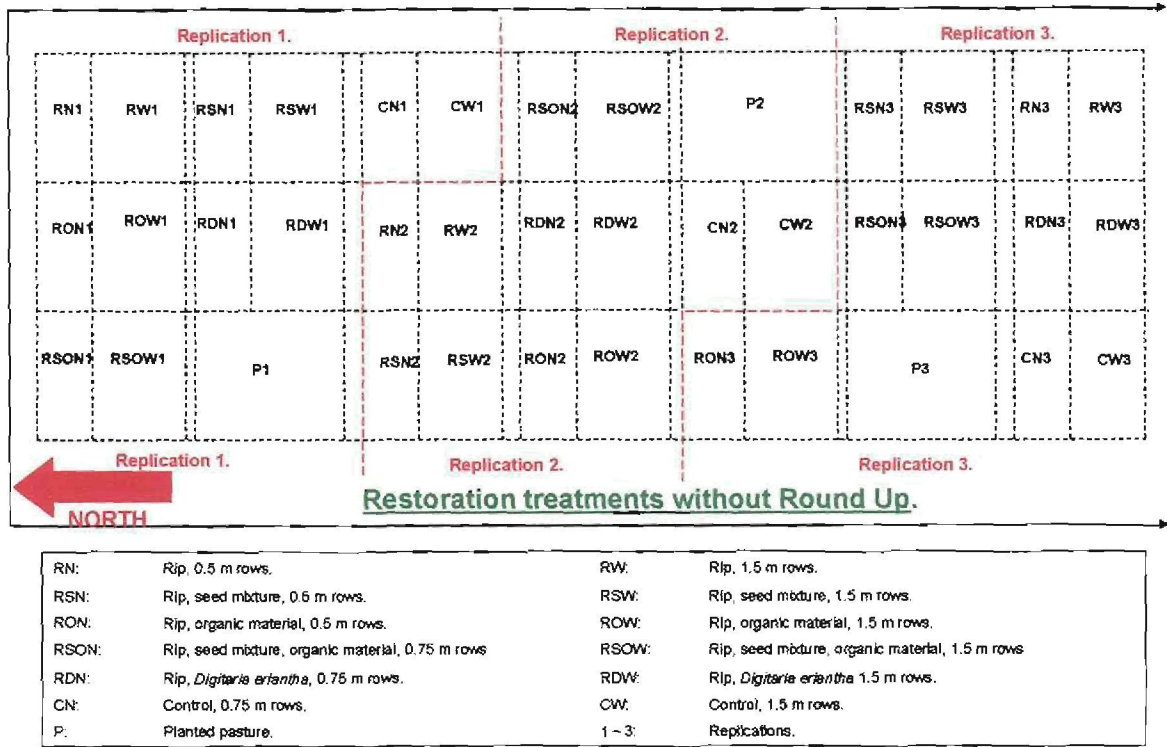 Replication 1. Replication 2. Replication 3.
RN1 RW1 RSN1 RSW1 CN1 CW1 RSON2 RSOW2 P2 RSN3 RSW3 RN3 RW3
RON1 ROW1 RDN1 RDW1 RN2 RW2 RDN2 RDW2 CN2 CW2 RSON3 RSOW3 RDN3 RDW3
RSON1 RSOW1 P1 RSN2 RSW2 RON2 ROW2 RON3 ROW3 P3 CN3 CW3
Replication 1. Replication 2. Replication 3.
NORTH
Restoration treatments without Round Up.
RN: Rip, 0.5 m rows. RW: Rip, 1.5 m rows.
RSN: Rip, seed mixture, 0.5 m rows. RSW: Rip, seed mixture, 1.5 m rows.
RON: Rip, organic material, 0.5 m rows. ROW: Rip, organic material, 1.5 m rows.
RSON: Rip, seed mixture, organic material, 0.75 m rows RSOW: Rip, seed mixture, organic material, 1.5 m rows
RDN: Rip, Digitaria eriantha, 0.75 m rows. RDW: Rip, Digitaria eriantha 1.5 m rows.
CN: Control, 0.75 m rows. CW: Control, 1.5 m rows.
P: Planted pasture. 1 – 3: Replications.